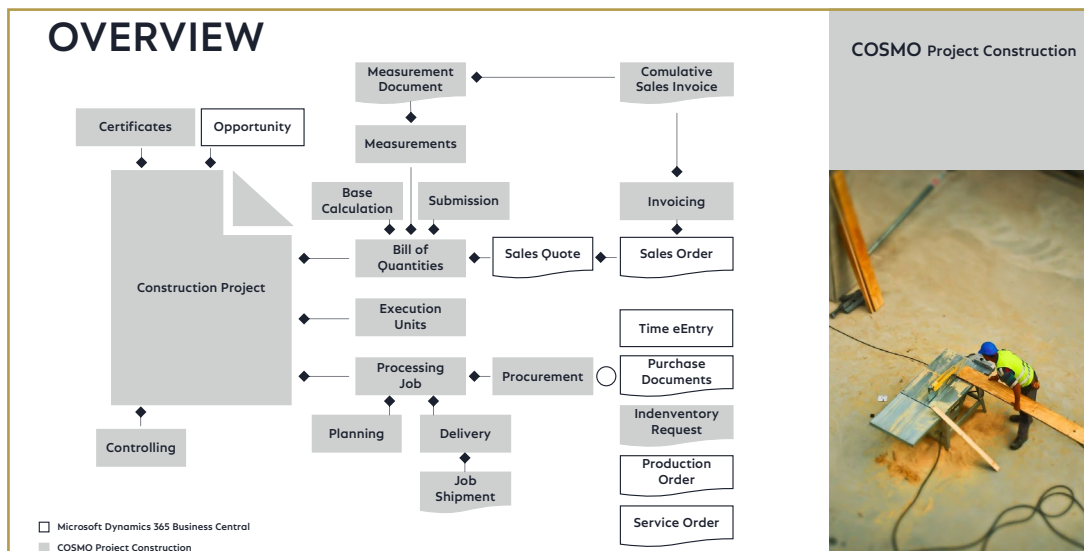 OVERVIEW
COSMO Project Construction
Measurement
Document
Comulative
Sales Invoice
Certificates
Opportunity
Measurements
Base
Calculation
Submission
Invoicing
Bill of
Quantities
Sales Quote
Sales Order
Construction Project
Execution
Units
Time eEntry
Processing
Job
Procurement
Purchase
Documents
Planning
Delivery
Indenventory
Request
Controlling
Job
Shipment
Production
Order
Service Order
Microsoft Dynamics 365 Business Central
COSMO Project Construction